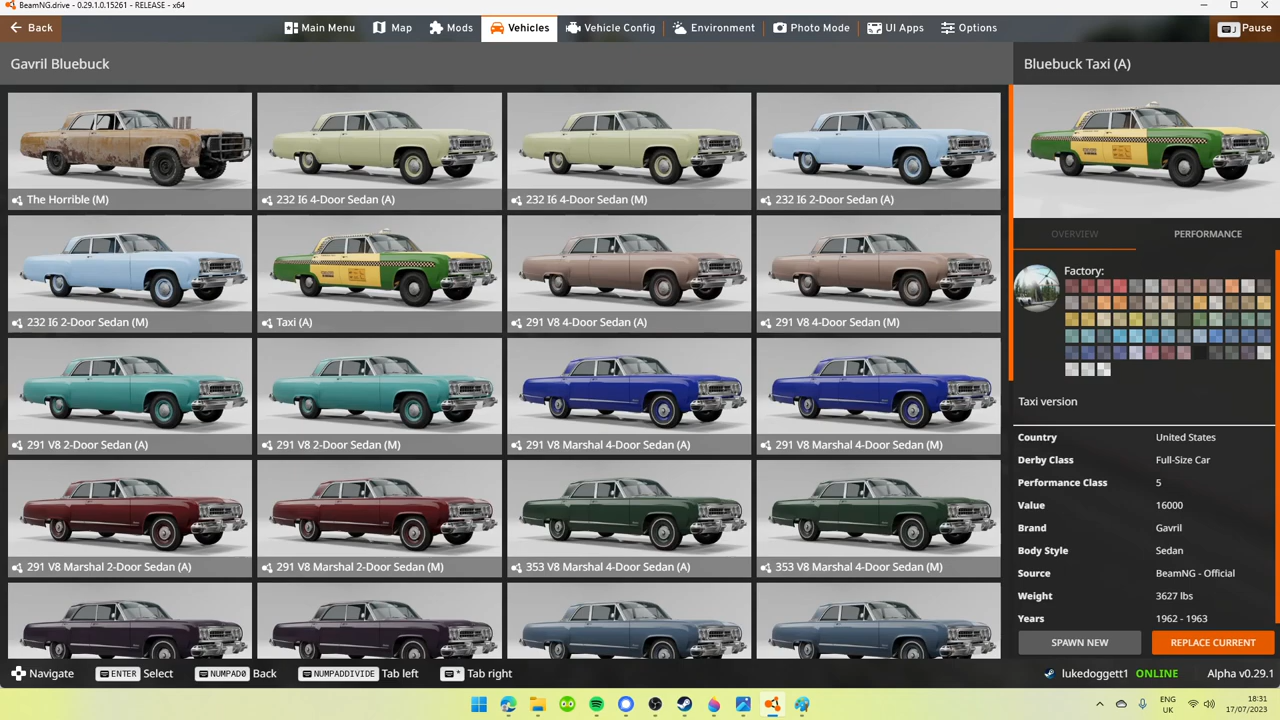 BeamNG.drive - 0.29.1.0.15261 - RELEASE - x64
Back
Main Menu
Map
Mods
Vehicles
Vehicle Config
Environment
Photo Mode
UI Apps
Options
J
Pause
Gavril Bluebuck
Bluebuck Taxi (A)
The Horrible (M)
232 I6 4-Door Sedan (A)
232 I6 4-Door Sedan (M)
232 I6 2-Door Sedan (A)
232 I6 2-Door Sedan (M)
Taxi (A)
291 V8 4-Door Sedan (A)
291 V8 4-Door Sedan (M)
291 V8 2-Door Sedan (A)
291 V8 2-Door Sedan (M)
291 V8 Marshal 4-Door Sedan (A)
291 V8 Marshal 4-Door Sedan (M)
291 V8 Marshal 2-Door Sedan (A)
291 V8 Marshal 2-Door Sedan (M)
353 V8 Marshal 4-Door Sedan (A)
353 V8 Marshal 4-Door Sedan (M)
OVERVIEW
PERFORMANCE
Factory:
Taxi version
Country United States
Derby Class Full-Size Car
Performance Class 5
Value 16000
Brand Gavril
Body Style Sedan
Source BeamNG - Official
Weight 3627 lbs
Years 1962 - 1963
SPAWN NEW
REPLACE CURRENT
Navigate
ENTER Select
NUMPAD0 Back
NUMPADDIVIDE Tab left
* Tab right
lukedoggett1 ONLINE
Alpha v0.29.1
ENG
UK
18:31
17/07/2023